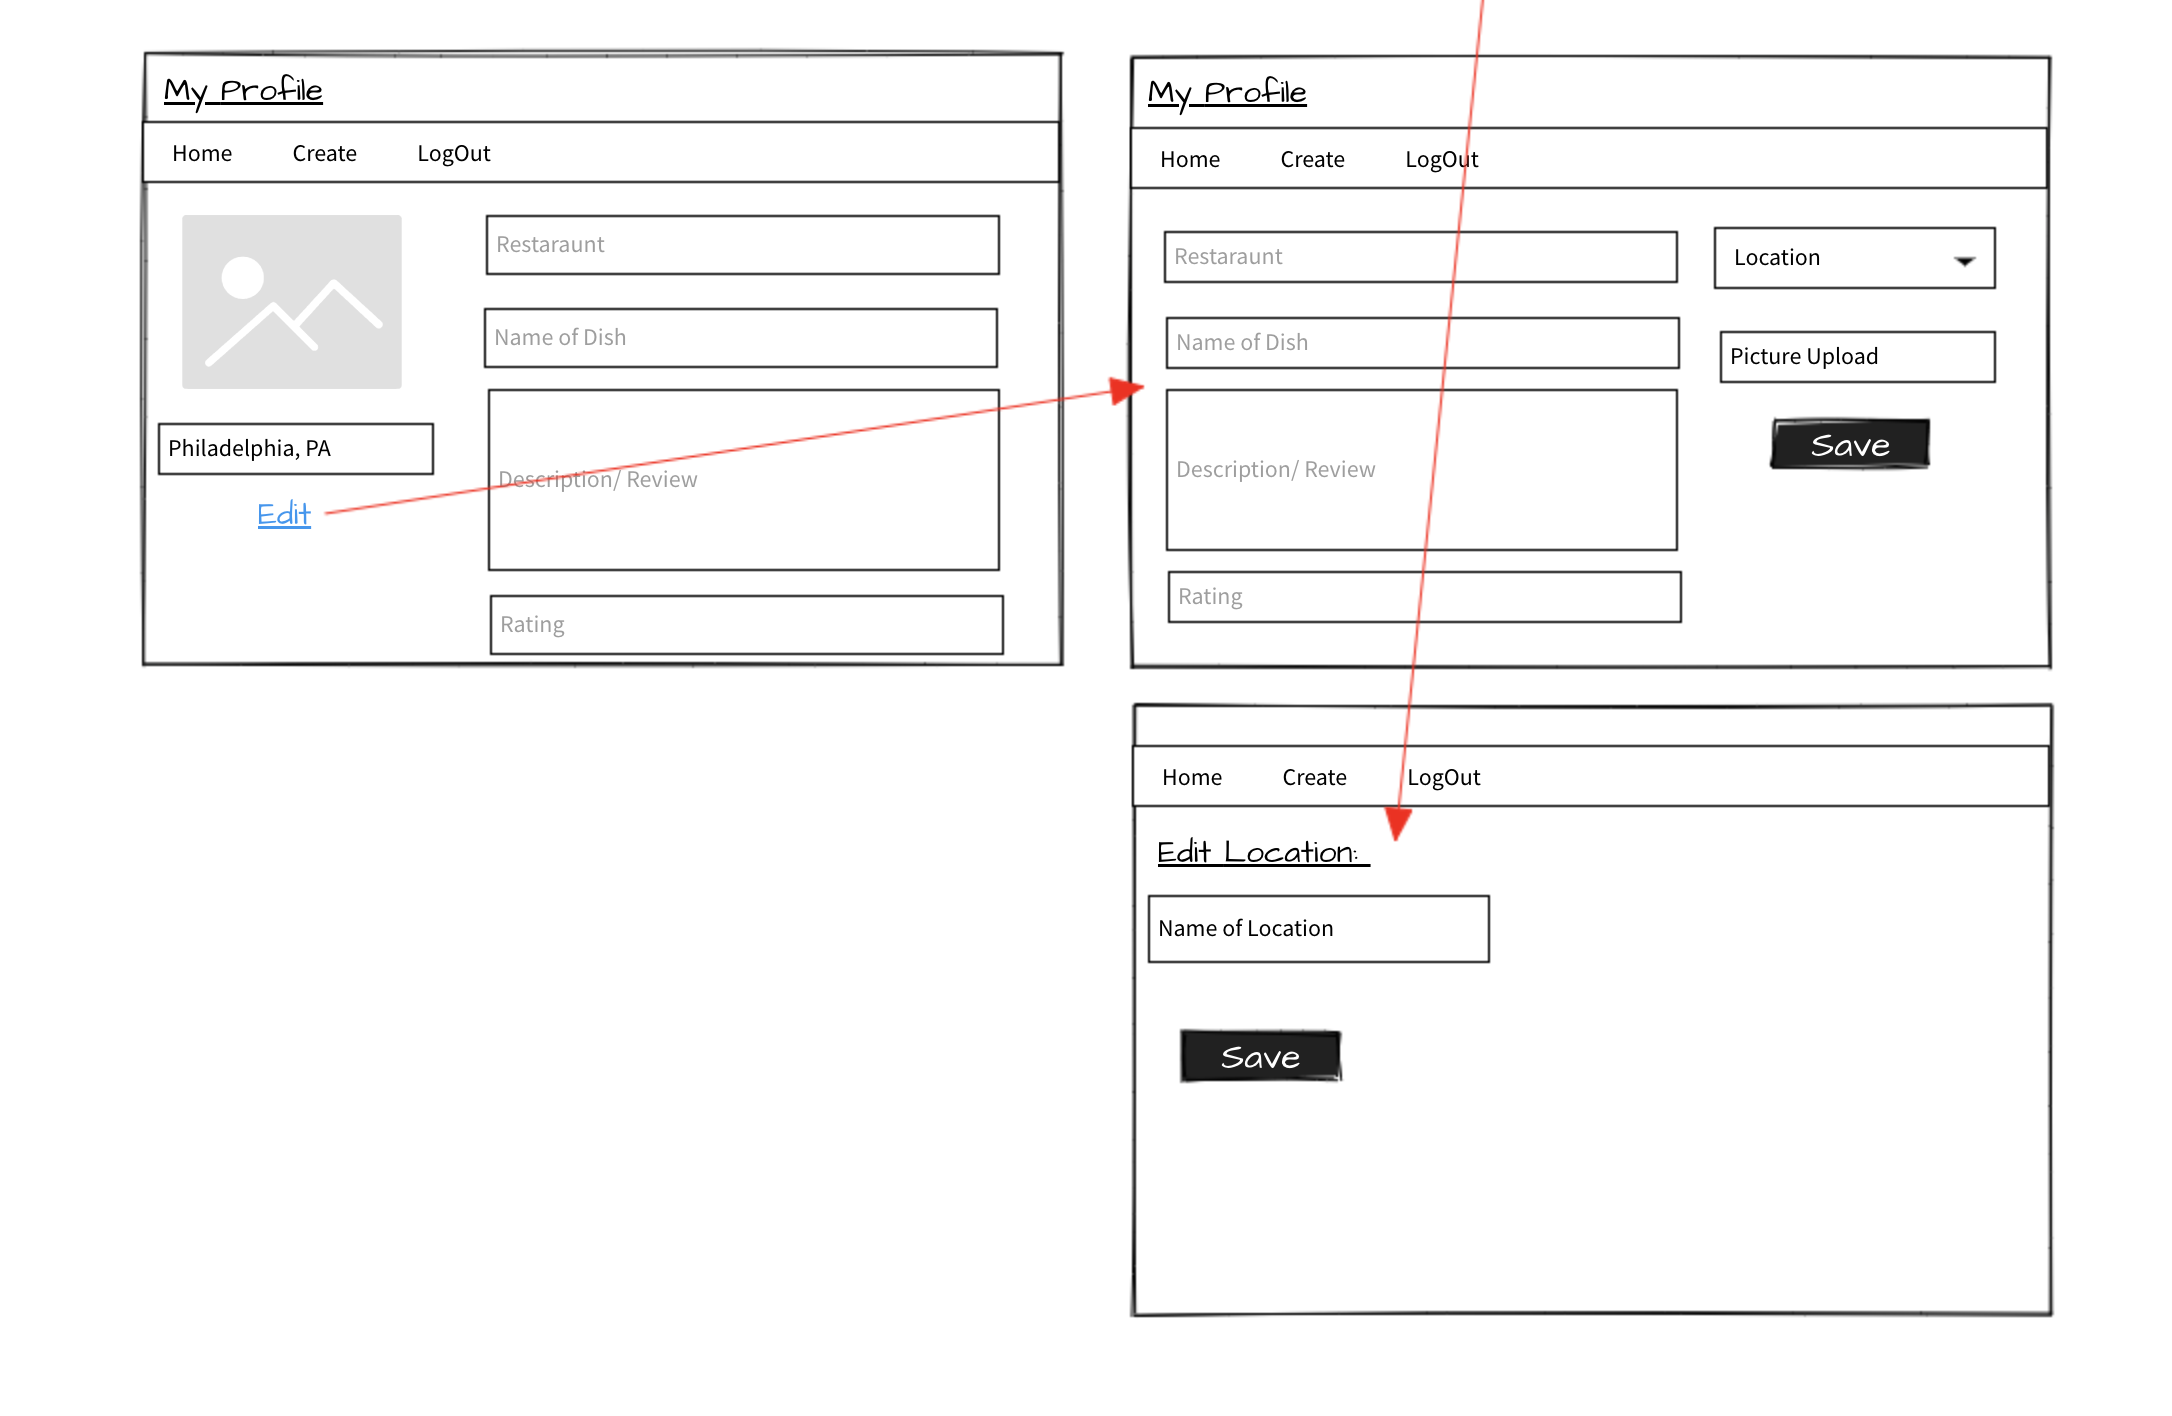 My Profile
Home Create LogOut
Restaraunt
Name of Dish
Description/ Review
Rating
Philadelphia, PA
Edit
My Profile
Home Create LogOut
Restaraunt
Name of Dish
Description/ Review
Rating
Location
Picture Upload
Save
Home Create LogOut
Edit Location:
Name of Location
Save